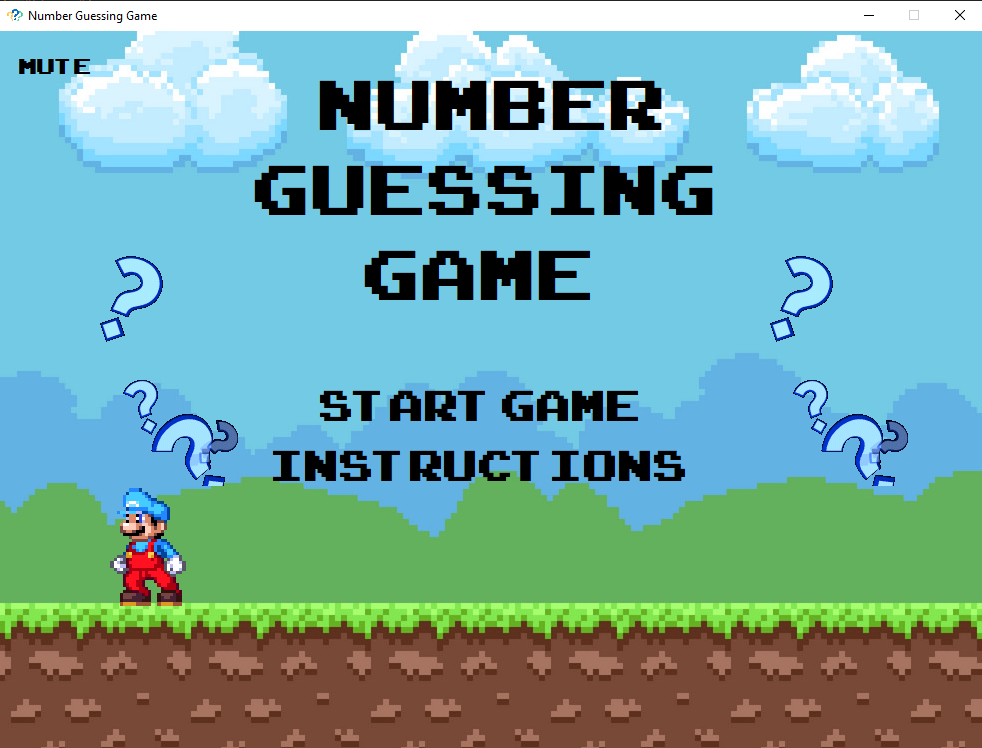 Number Guessing Game
MUTE
NUMBER
GUESSING
GAME
START GAME
INSTRUCTIONS